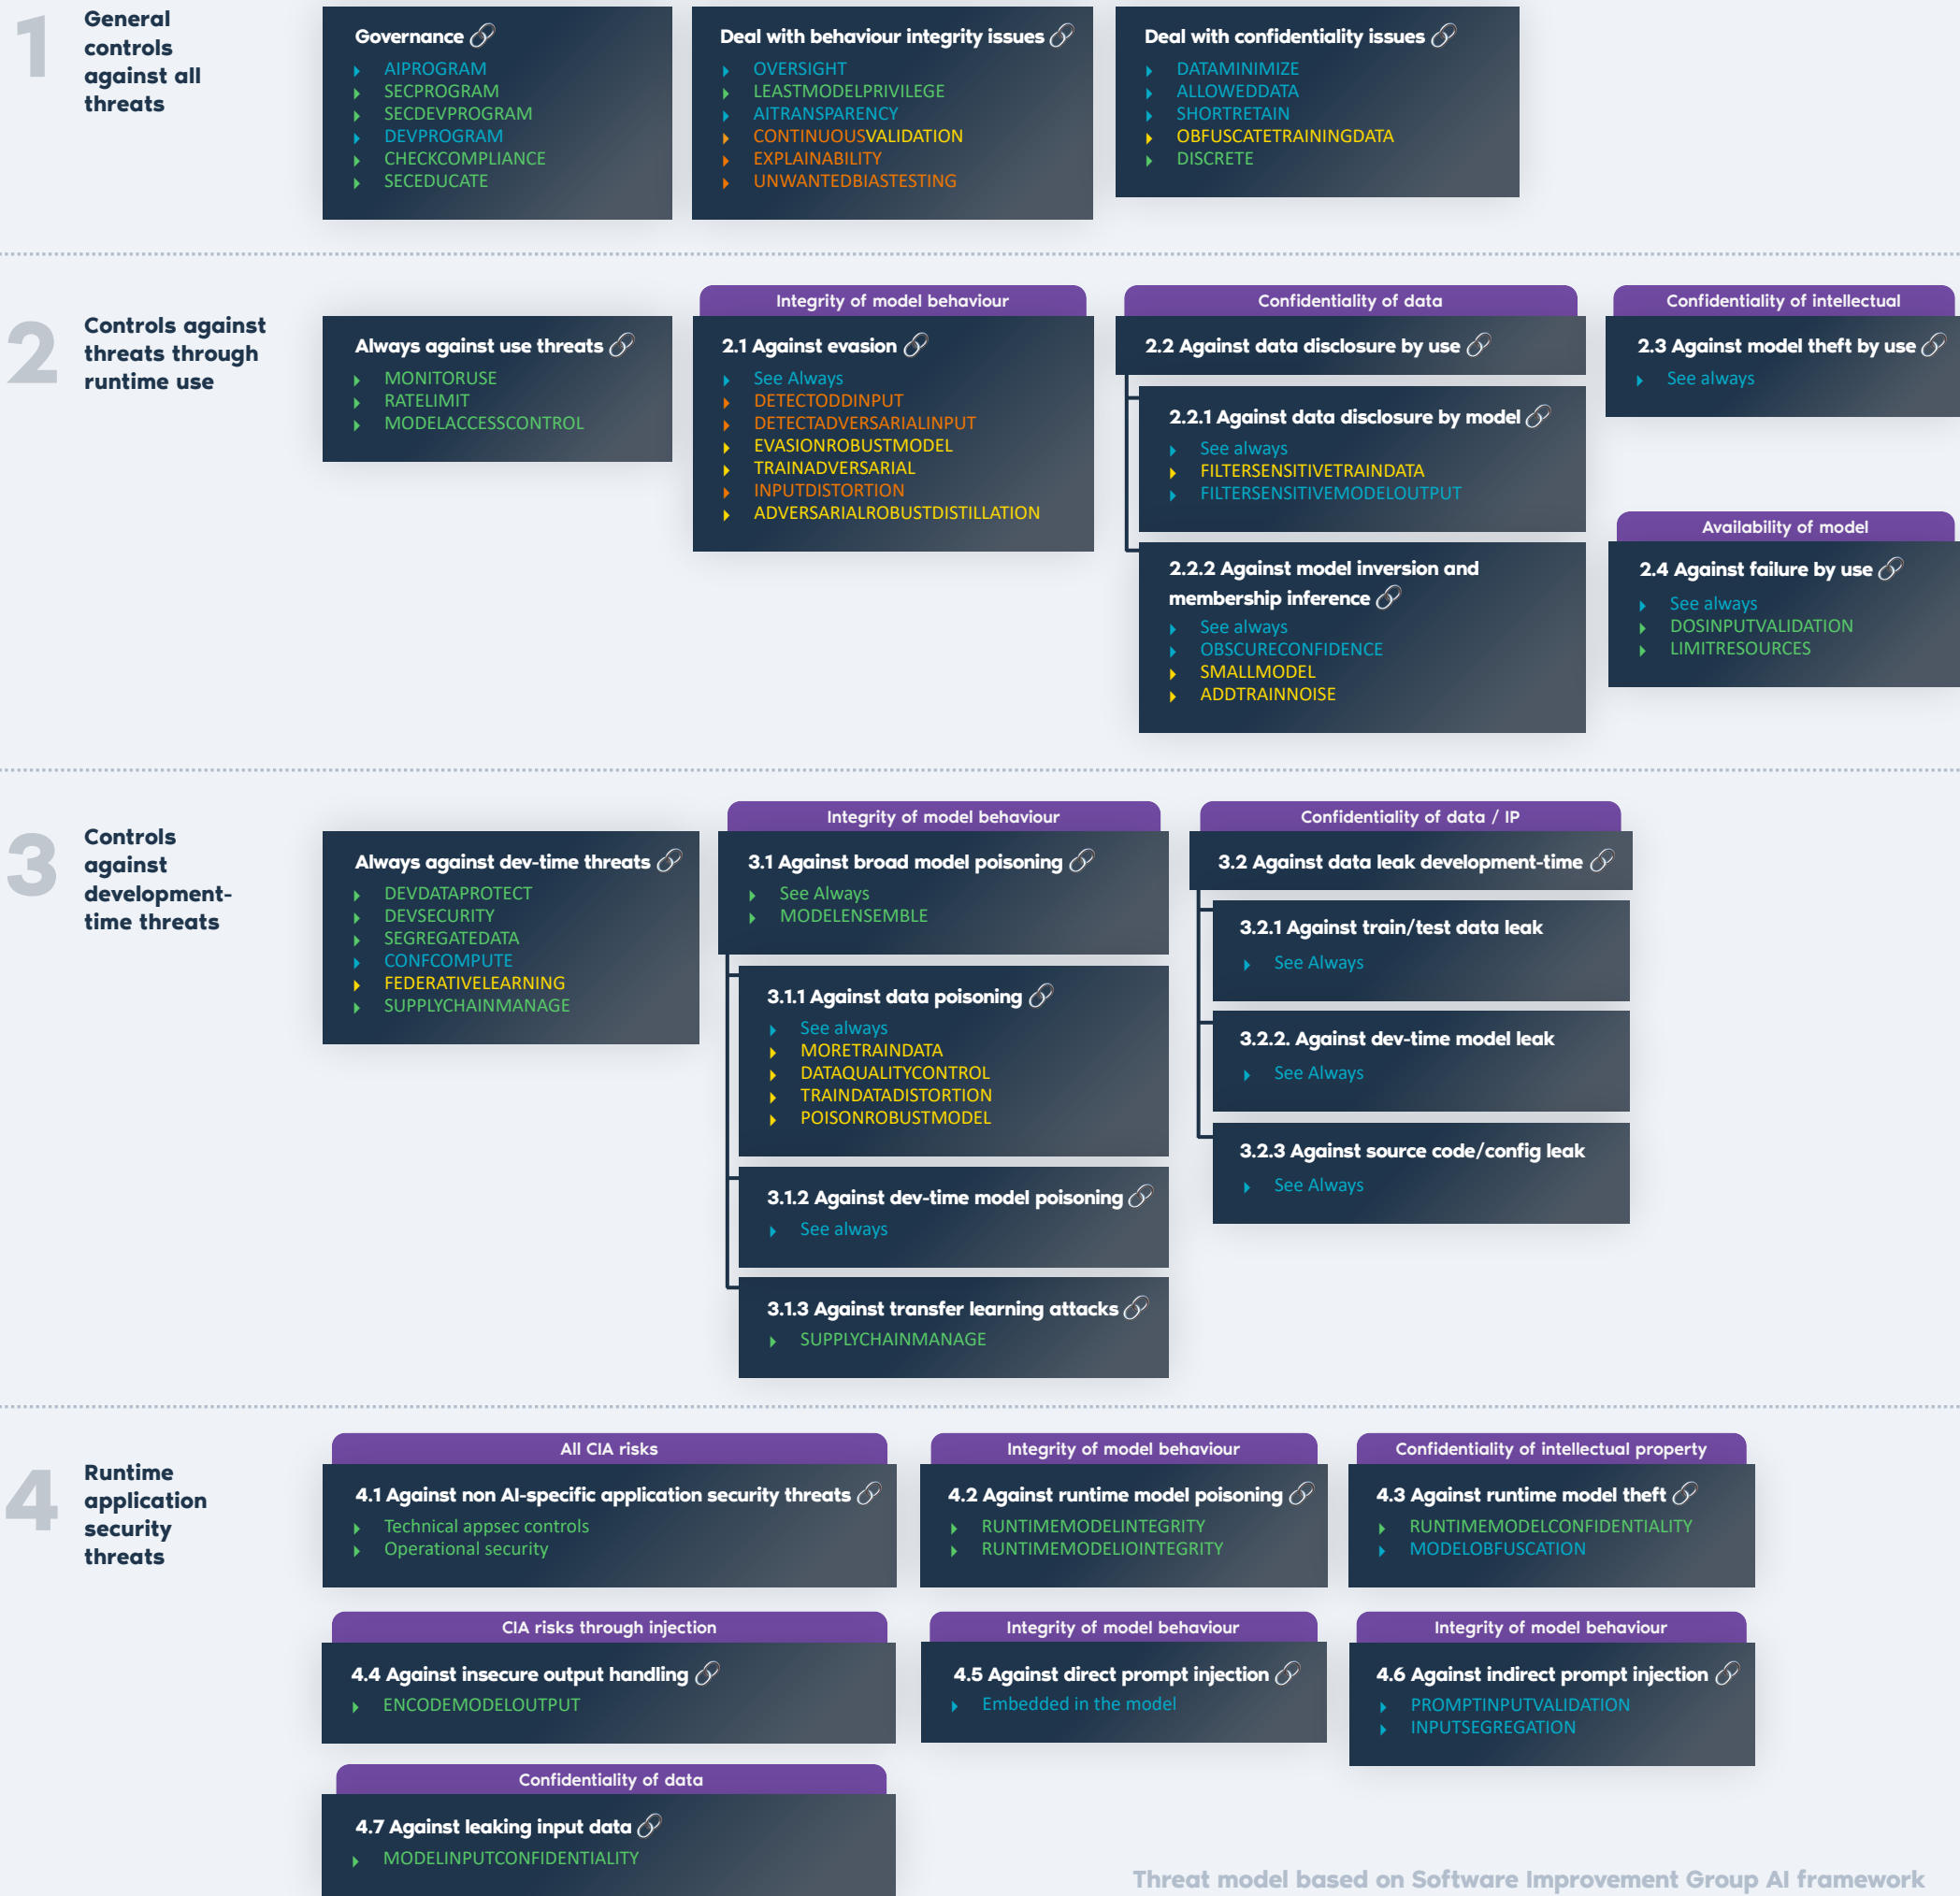 1
General
controls
against all
threats
Governance
AIPROGRAM
SECPROGRAM
SECDEVPROGRAM
DEVPROGRAM
CHECKCOMPLIANCE
SECEDUCATE
Deal with behaviour integrity issues
OVERSIGHT
LEASTMODELPRIVILEGE
AITRANSPARENCY
CONTINUOUSVALIDATION
EXPLAINABILITY
UNWANTEDBIASTESTING
Deal with confidentiality issues
DATAMINIMIZE
ALLOWEDDATA
SHORTRETAIN
OBFUSCATETRAININGDATA
DISCRETE
2
Controls against
threats through
runtime use
Always against use threats
MONITORUSE
RATELIMIT
MODELACCESSCONTROL
Integrity of model behaviour
2.1 Against evasion
See Always
DETECTODDINPUT
DETECTADVERSARIALINPUT
EVASIONROBUSTMODEL
TRAINADVERSARIAL
INPUTDISTORTION
ADVERSARIALROBUSTDISTILLATION
Confidentiality of data
2.2 Against data disclosure by use
2.2.1 Against data disclosure by model
See always
FILTERSENSITIVETRAINDATA
FILTERSENSITIVEMODELOUTPUT
2.2.2 Against model inversion and
membership inference
See always
OBSCURECONFIDENCE
SMALLMODEL
ADDTRAINNOISE
Confidentiality of intellectual
2.3 Against model theft by use
See always
Availability of model
2.4 Against failure by use
See always
DOSINPUTVALIDATION
LIMITRESOURCES
3
Controls
against
development-
time threats
Always against dev-time threats
DEVDATAPROTECT
DEVSECURITY
SEGREGATEDATA
CONFCOMPUTE
FEDERATIVELEARNING
SUPPLYCHAINMANAGE
Integrity of model behaviour
3.1 Against broad model poisoning
See Always
MODELENSEMBLE
3.1.1 Against data poisoning
See always
MORETRAINDATA
DATAQUALITYCONTROL
TRAINDATADISTORTION
POISONROBUSTMODEL
3.1.2 Against dev-time model poisoning
See always
3.1.3 Against transfer learning attacks
SUPPLYCHAINMANAGE
Confidentiality of data / IP
3.2 Against data leak development-time
3.2.1 Against train/test data leak
See Always
3.2.2. Against dev-time model leak
See Always
3.2.3 Against source code/config leak
See Always
4
Runtime
application
security
threats
All CIA risks
4.1 Against non AI-specific application security threats
Technical appsec controls
Operational security
Integrity of model behaviour
4.2 Against runtime model poisoning
RUNTIMEMODELINTEGRITY
RUNTIMEMODELIOINTEGRITY
Confidentiality of intellectual property
4.3 Against runtime model theft
RUNTIMEMODELCONFIDENTIALITY
MODELOBFUSCATION
CIA risks through injection
4.4 Against insecure output handling
ENCODEMODELOUTPUT
Integrity of model behaviour
4.5 Against direct prompt injection
Embedded in the model
Integrity of model behaviour
4.6 Against indirect prompt injection
PROMPTINPUTVALIDATION
INPUTSEGREGATION
Confidentiality of data
4.7 Against leaking input data
MODELINPUTCONFIDENTIALITY
Threat model based on Software Improvement Group AI framework